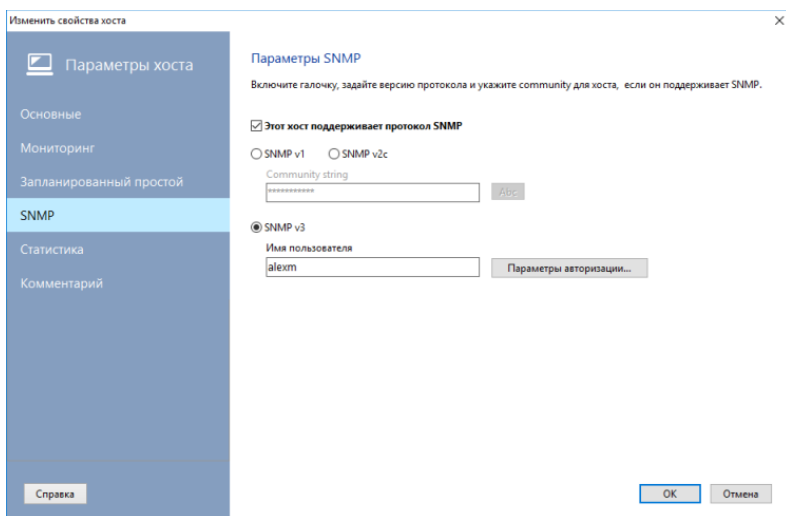 Изменить свойства хоста
Параметры хоста
Основные
Мониторинг
Запланированный простой
SNMP
Статистика
Комментарий
Справка
Параметры SNMP
Включите галочку, задайте версию протокола и укажите community для хоста, если он поддерживает SNMP.
Этот хост поддерживает протокол SNMP
SNMP v1 SNMP v2c
Community string
*********** Abc
SNMP v3
Имя пользователя
alexm Параметры авторизации...
OK Отмена